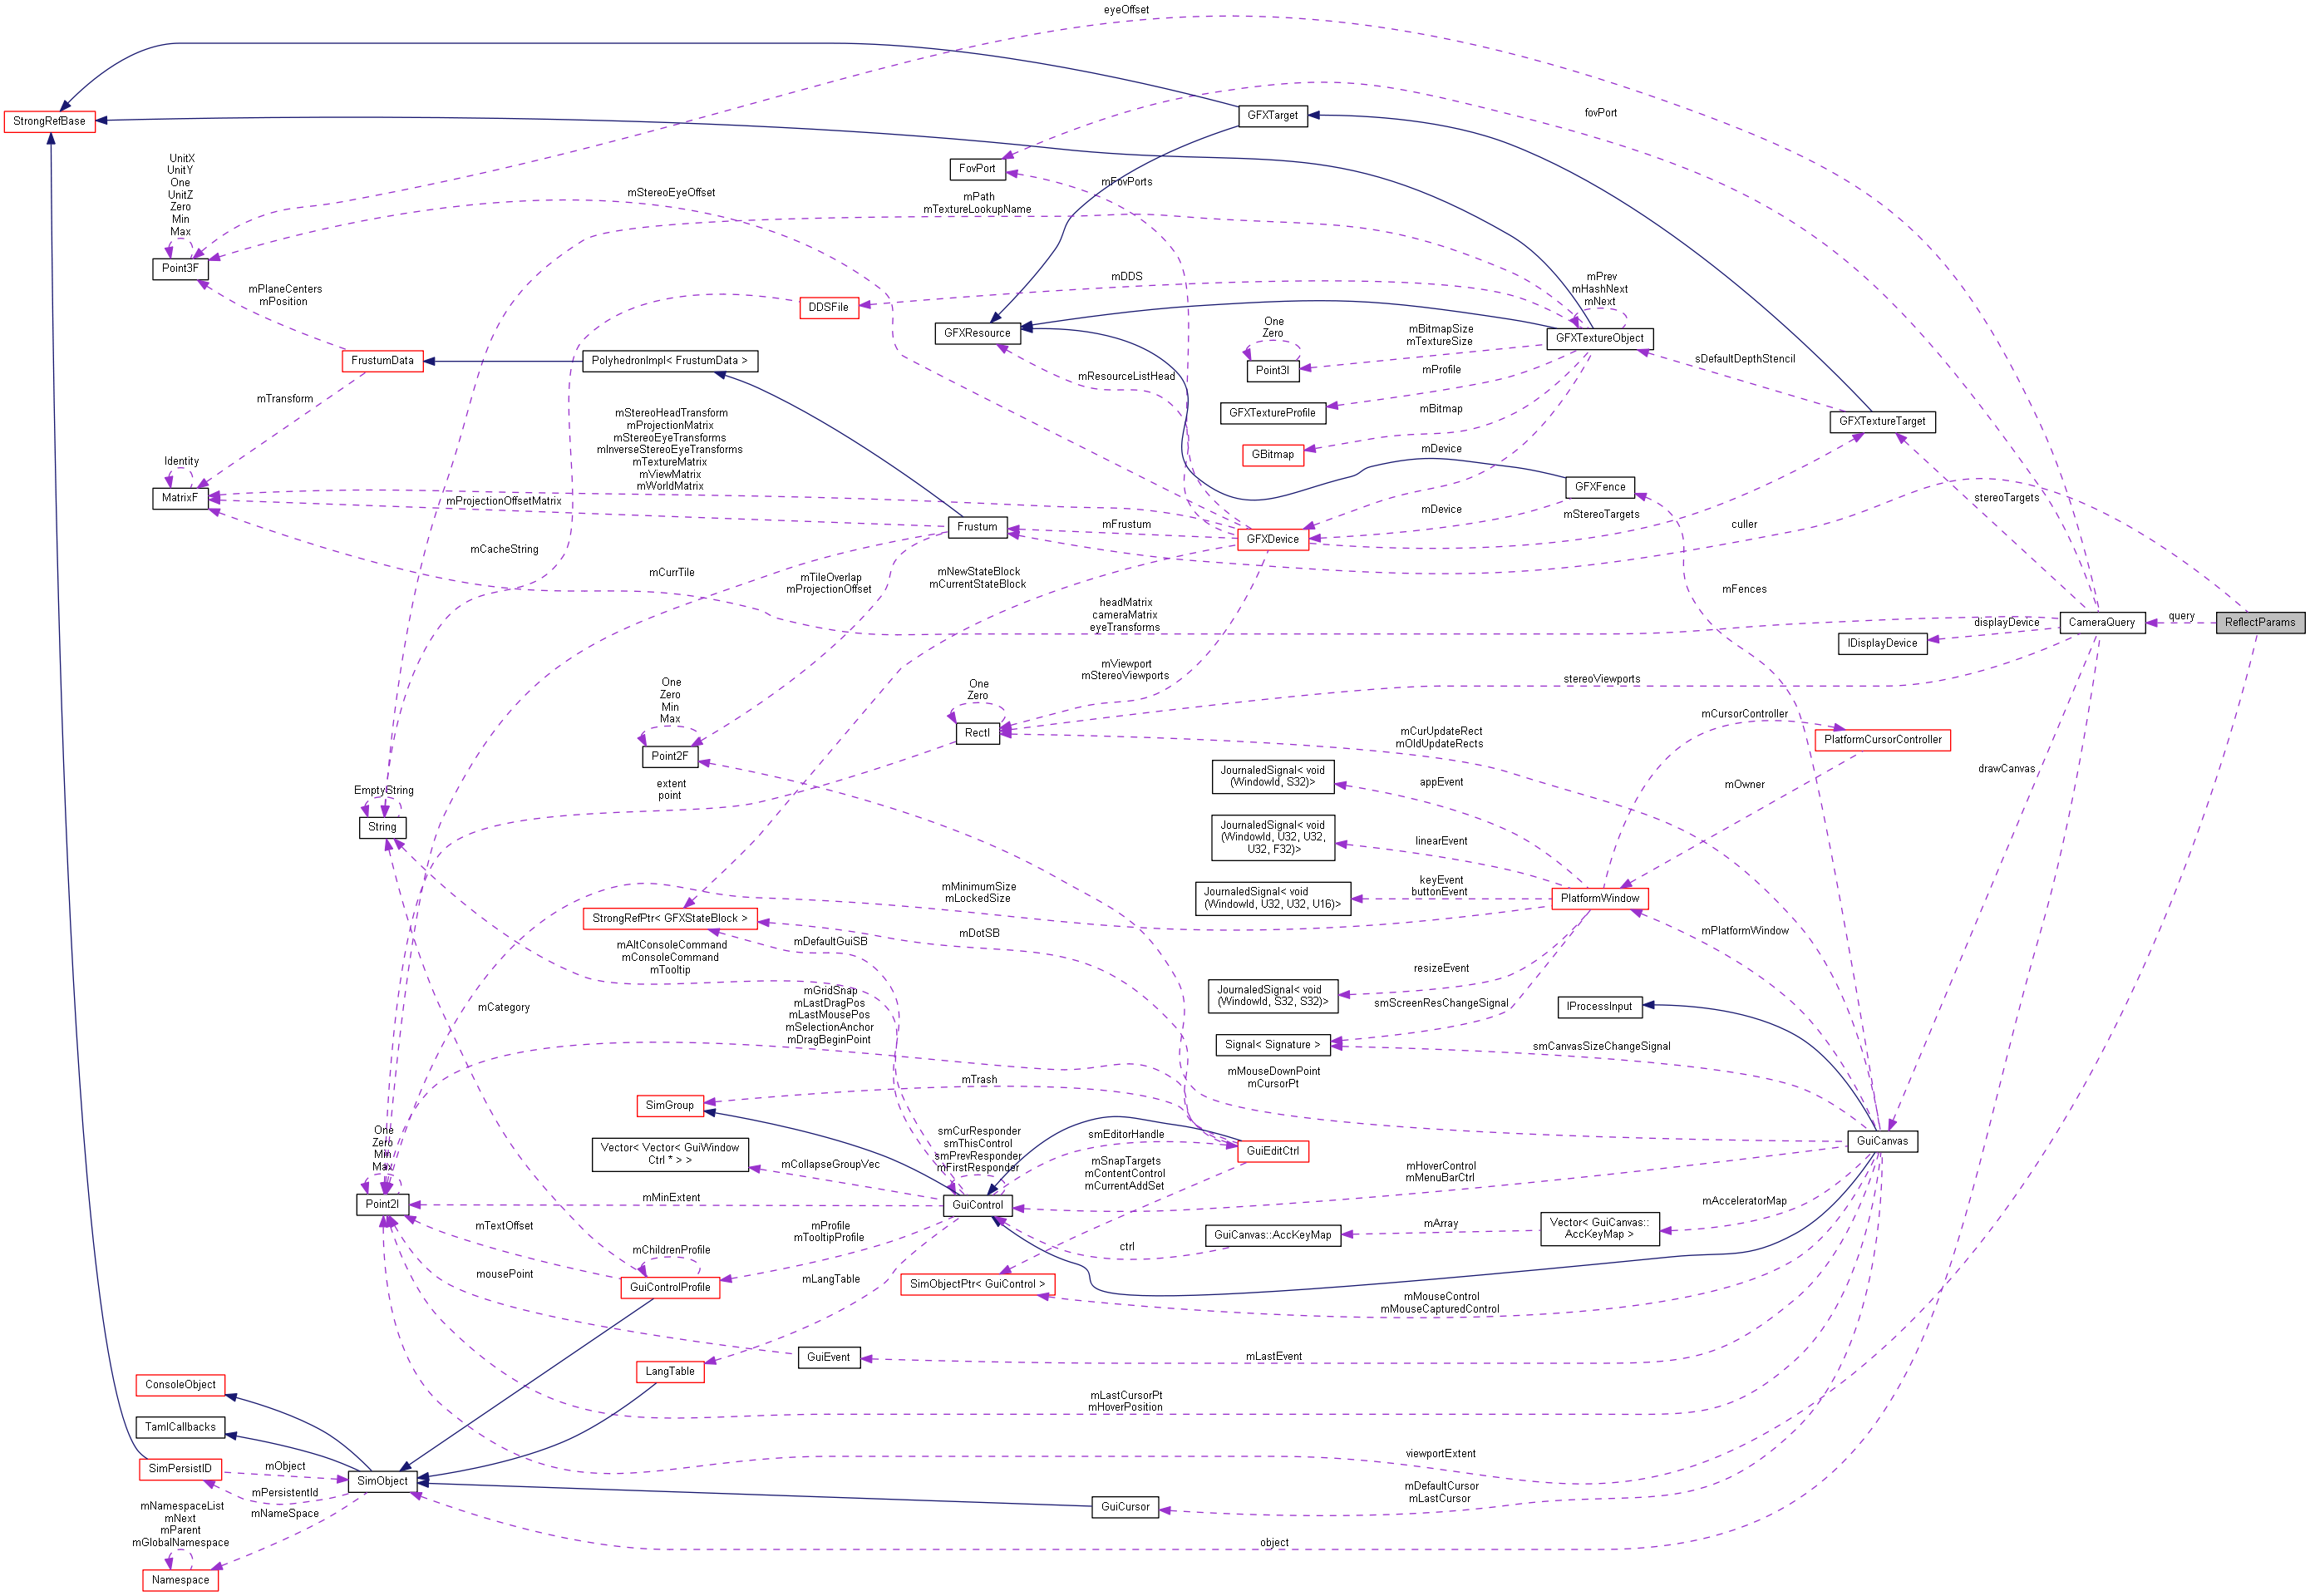 eyeOffset
fovPort
GFXTarget
StrongRefBase
UnitX
UnitY
One
UnitZ
Zero
Min
Max
FovPort
mFovPorts
mStereoEyeOffset
mPath
mTextureLookupName
Point3F
mPlaneCenters
mPosition
mDDS
DDSFile
mPrev
mHashNext
mNext
GFXResource
GFXTextureObject
One
Zero
mBitmapSize
mTextureSize
Point3I
sDefaultDepthStencil
FrustumData
PolyhedronImpl< FrustumData >
mResourceListHead
mProfile
mTransform
GFXTextureProfile
mBitmap
GFXTextureTarget
mStereoHeadTransform
mProjectionMatrix
mStereoEyeTransforms
mInverseStereoEyeTransforms
mTextureMatrix
mViewMatrix
mWorldMatrix
GBitmap
mDevice
Identity
MatrixF
mProjectionOffsetMatrix
GFXFence
stereoTargets
mDevice
mStereoTargets
culler
Frustum
mFrustum
GFXDevice
mCacheString
mCurrTile
mTileOverlap
mProjectionOffset
mNewStateBlock
mCurrentStateBlock
mFences
headMatrix
cameraMatrix
eyeTransforms
displayDevice
CameraQuery
query
ReflectParams
IDisplayDevice
mViewport
mStereoViewports
stereoViewports
One
Zero
Min
Max
One
Zero
RectI
Point2F
mCurUpdateRect
mOldUpdateRects
mCursorController
PlatformCursorController
drawCanvas
JournaledSignal< void
(WindowId, S32)>
appEvent
mOwner
extent
point
EmptyString
String
JournaledSignal< void
(WindowId, U32, U32,
U32, F32)>
linearEvent
mMinimumSize
mLockedSize
JournaledSignal< void
(WindowId, U32, U32, U16)>
keyEvent
buttonEvent
PlatformWindow
StrongRefPtr< GFXStateBlock >
mDotSB
mDefaultGuiSB
mPlatformWindow
mAltConsoleCommand
mConsoleCommand
mTooltip
resizeEvent
JournaledSignal< void
(WindowId, S32, S32)>
smScreenResChangeSignal
IProcessInput
mCategory
mGridSnap
mLastDragPos
mLastMousePos
mSelectionAnchor
mDragBeginPoint
Signal< Signature >
smCanvasSizeChangeSignal
mTrash
mMouseDownPoint
mCursorPt
SimGroup
One
Zero
Min
Max
smCurResponder
smThisControl
smPrevResponder
mFirstResponder
smEditorHandle
GuiEditCtrl
GuiCanvas
Vector< Vector< GuiWindow
Ctrl * > >
mCollapseGroupVec
mSnapTargets
mContentControl
mCurrentAddSet
mHoverControl
mMenuBarCtrl
Point2I
mMinExtent
GuiControl
mAcceleratorMap
mTextOffset
mProfile
mTooltipProfile
GuiCanvas::AccKeyMap
mArray
Vector< GuiCanvas::
AccKeyMap >
mChildrenProfile
ctrl
mousePoint
GuiControlProfile
mLangTable
SimObjectPtr< GuiControl >
mMouseControl
mMouseCapturedControl
GuiEvent
mLastEvent
LangTable
ConsoleObject
mLastCursorPt
mHoverPosition
TamlCallbacks
viewportExtent
SimPersistID
mObject
SimObject
mPersistentId
mNameSpace
mDefaultCursor
mLastCursor
GuiCursor
mNamespaceList
mNext
mParent
mGlobalNamespace
object
Namespace